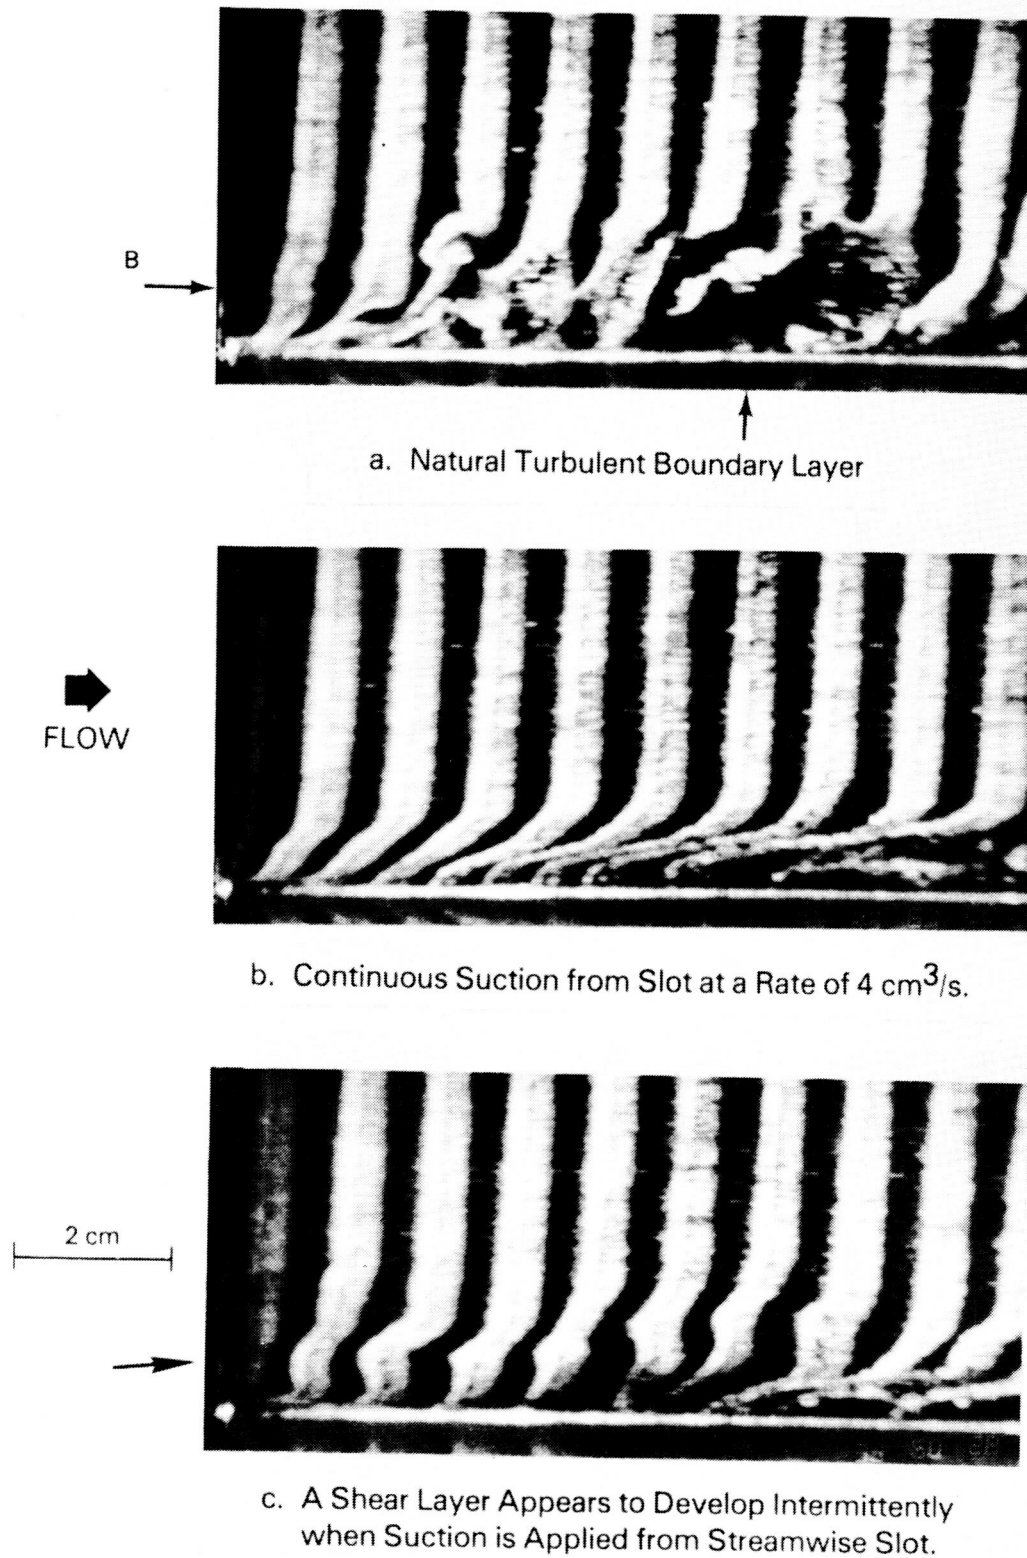 B
a. Natural Turbulent Boundary Layer
FLOW
b. Continuous Suction from Slot at a Rate of 4 cm³/s.
2 cm
c. A Shear Layer Appears to Develop Intermittently
when Suction is Applied from Streamwise Slot.